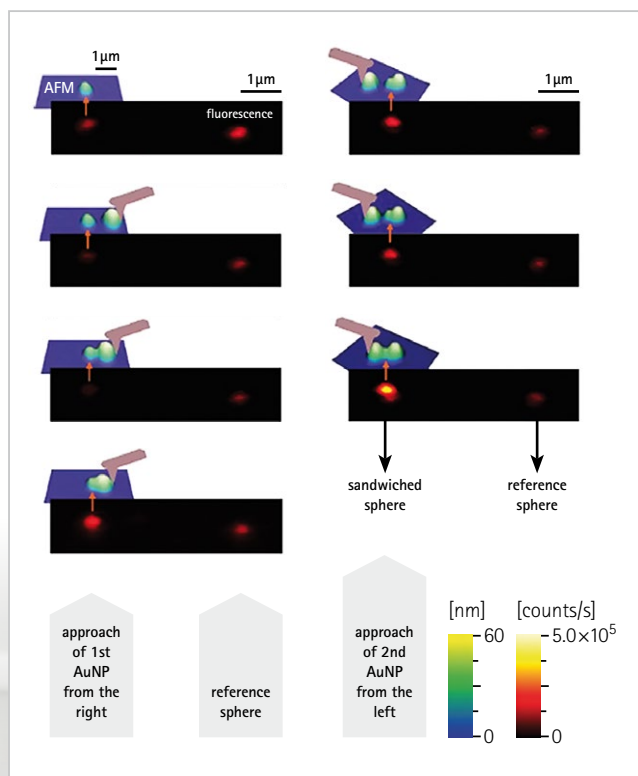 1µm
AFM
1µm
fluorescence
1µm
sandwiched
sphere
reference
sphere
approach
of 1st
AuNP
from the
right
reference
sphere
approach
of 2nd
AuNP
from the
left
[nm]
60
0
[counts/s]
5.0×10⁵
0